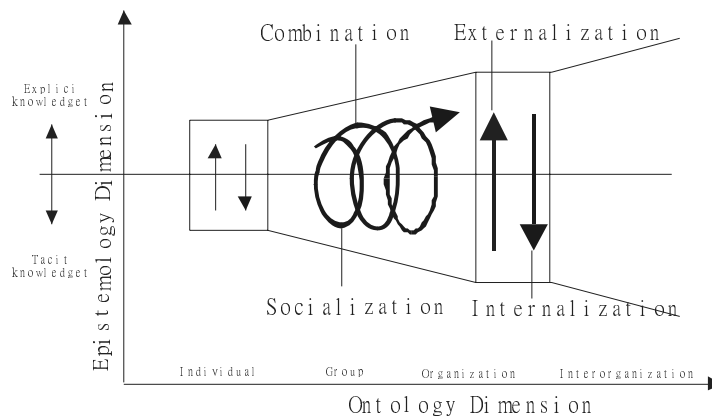 Combination
Externalization
Explici
knowledget
Epistemology Dimension
Tacit
knowledget
Socialization
Internalization
Individual
Group
Organization
Interorganization
Ontology Dimension